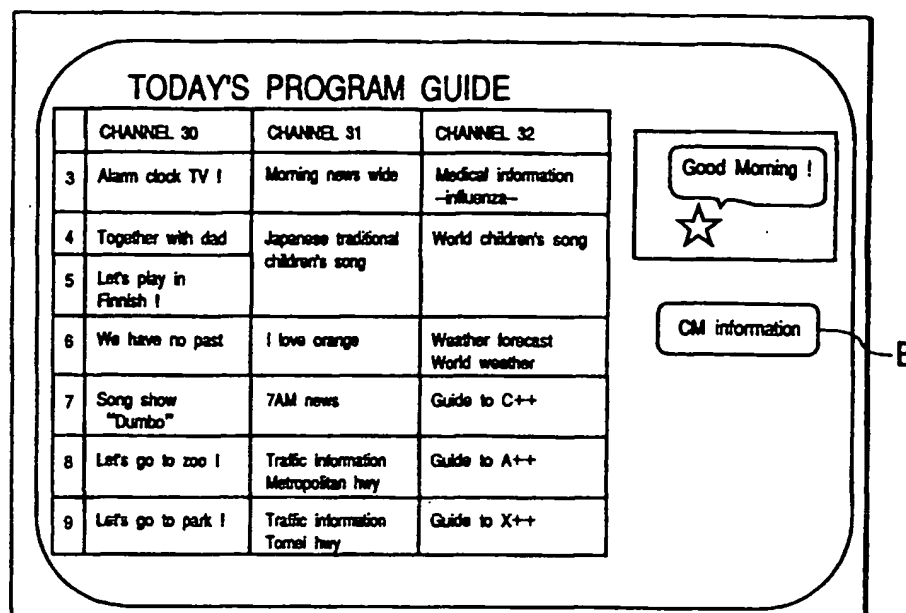 TODAY'S PROGRAM GUIDE
CHANNEL 30 CHANNEL 31 CHANNEL 32
3 Alarm clock TV ! Morning news wide Medical information
-influenza-
4 Together with dad Japanese traditional World children's song
children's song
5 Let's play in
Finnish !
6 We have no past I love orange Weather forecast
World weather
7 Song show 7AM news Guide to C++
"Dumbo"
8 Let's go to zoo ! Traffic information Guide to A++
Metropolitan hwy
9 Let's go to park ! Traffic information Guide to X++
Tomei hwy
Good Morning !
CM information